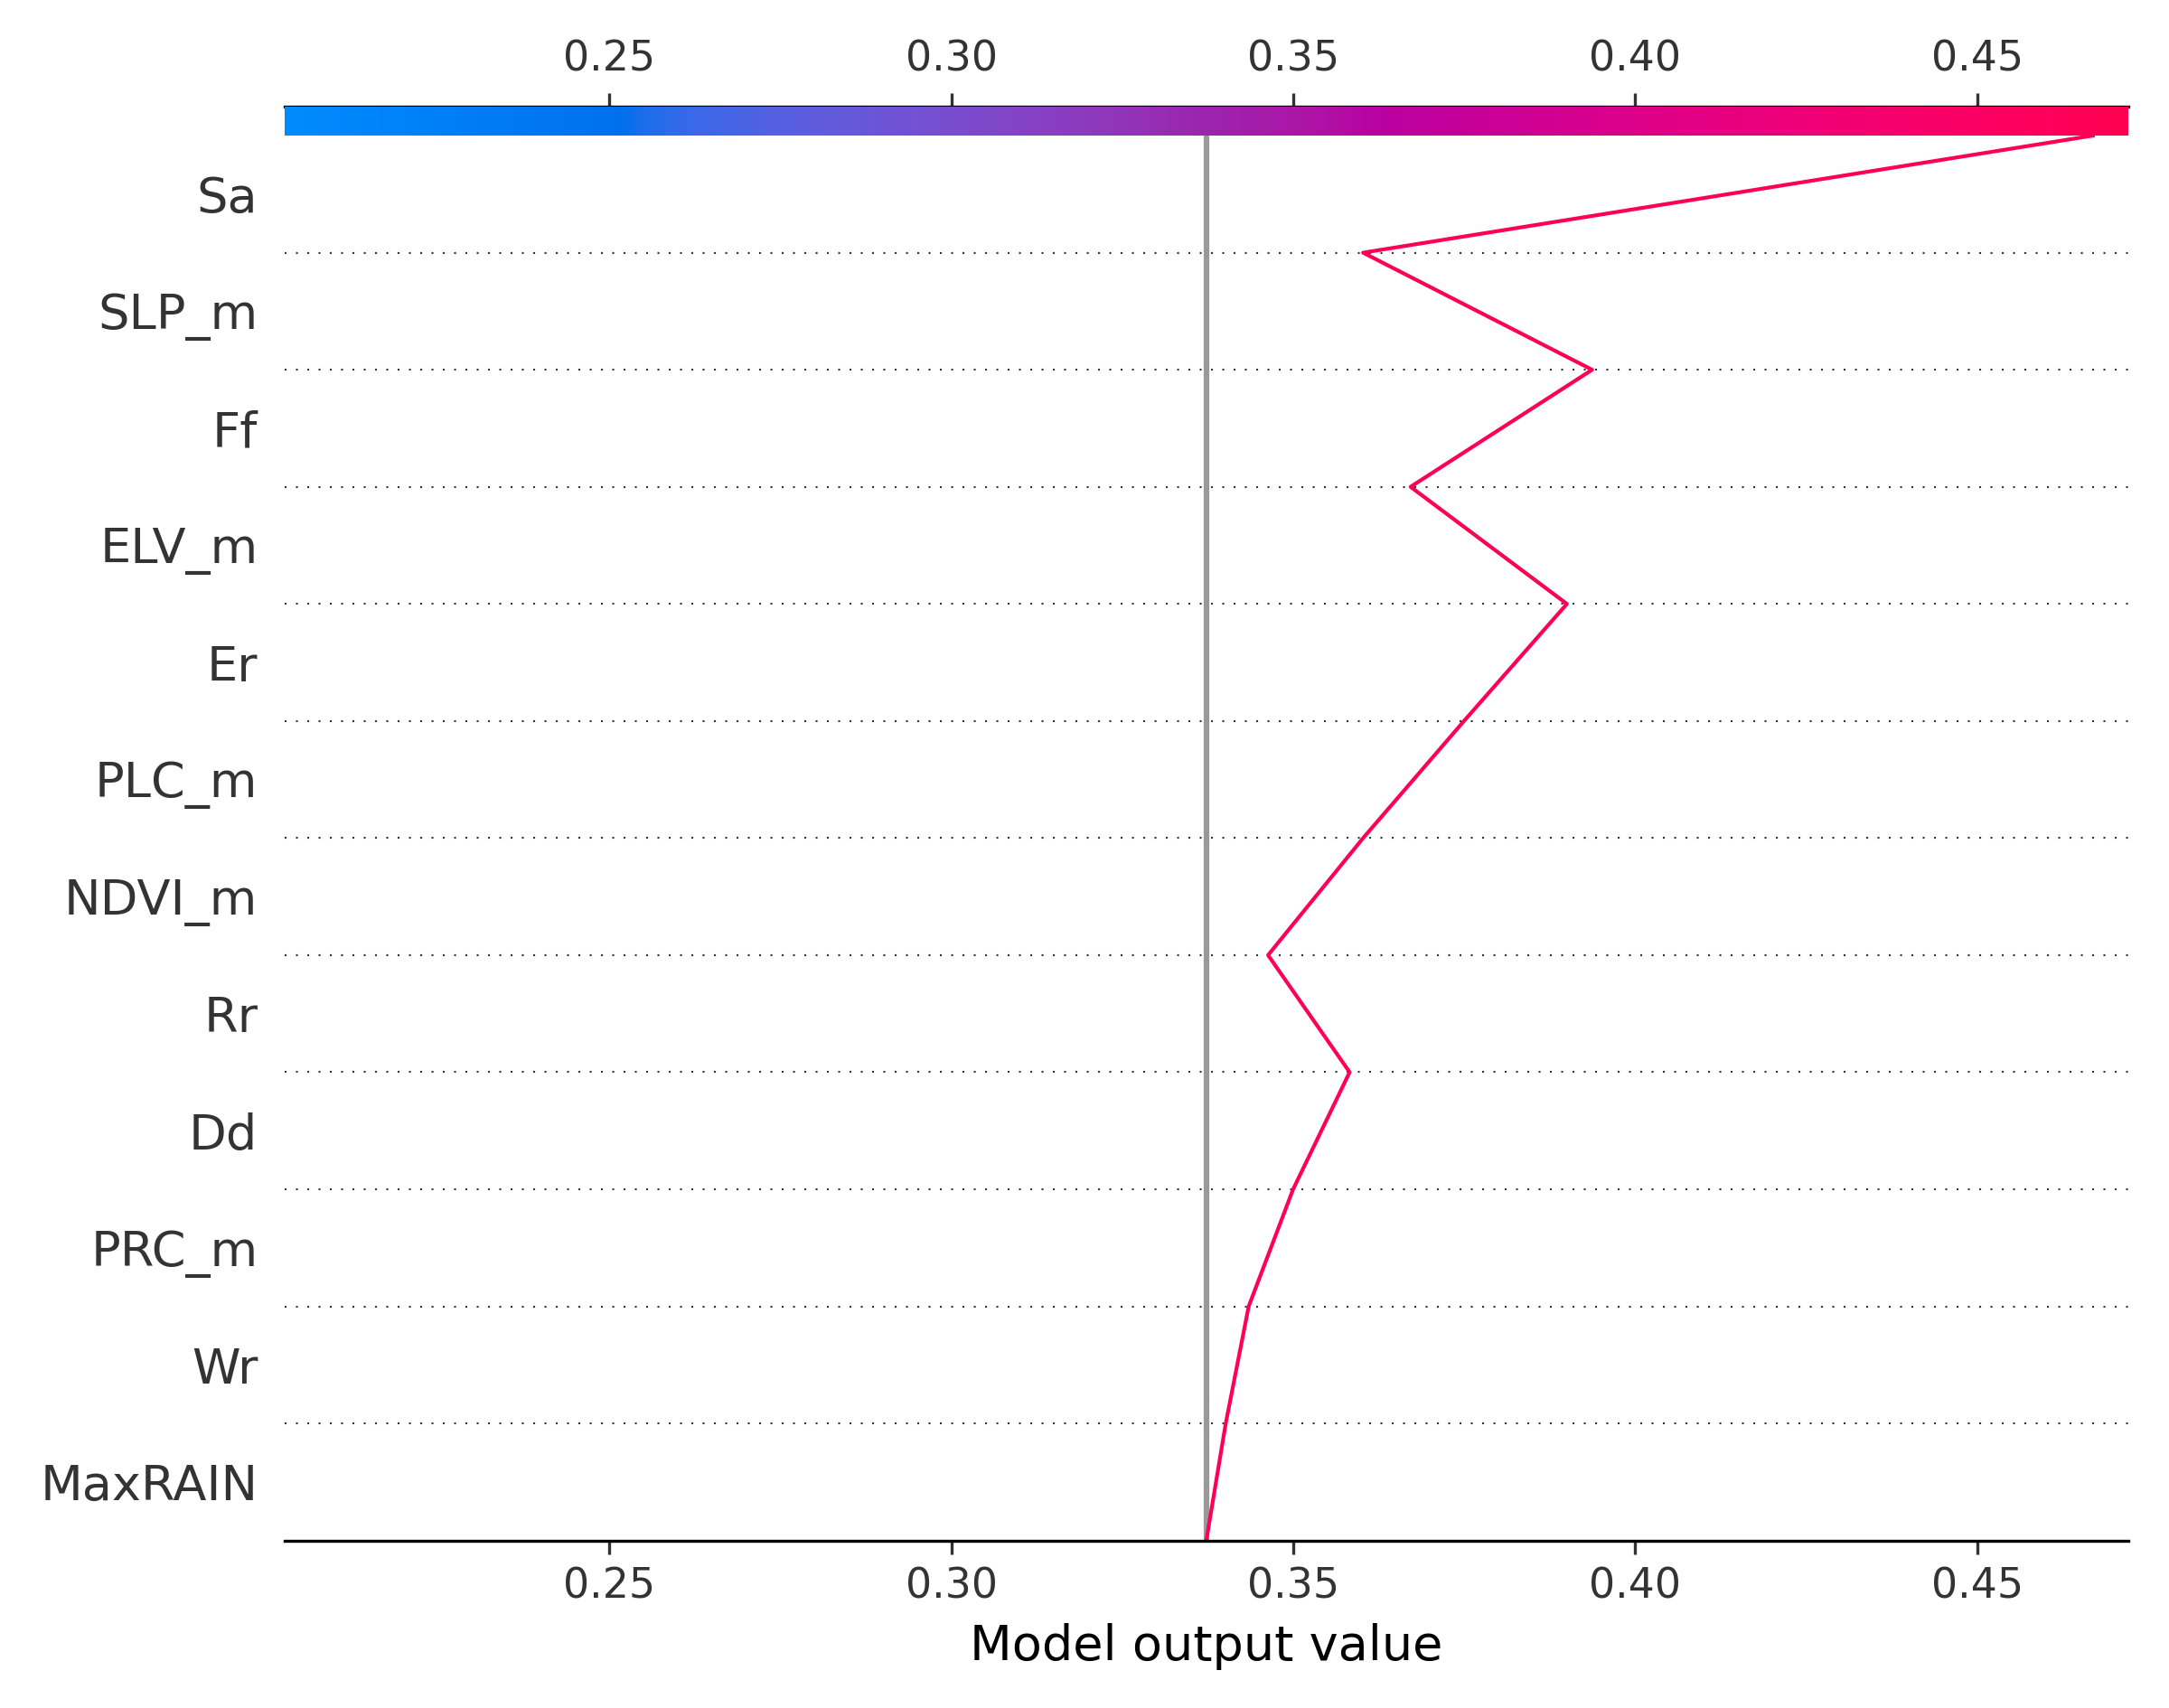 0.25 0.30 0.35 0.40 0.45
Sa
SLP_m
Ff
ELV_m
Er
PLC_m
NDVI_m
Rr
Dd
PRC_m
Wr
MaxRAIN
0.25 0.30 0.35 0.40 0.45
Model output value